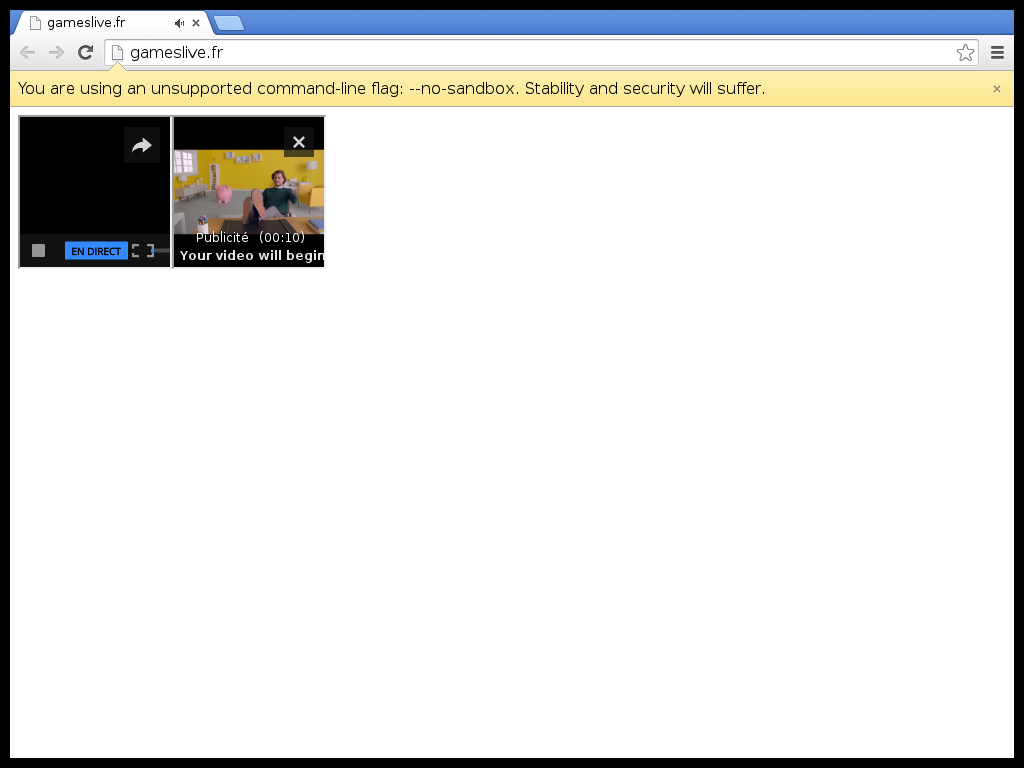 gameslive.fr
gameslive.fr
You are using an unsupported command-line flag: --no-sandbox. Stability and security will suffer.
EN DIRECT
Publicité (00:10)
Your video will begin